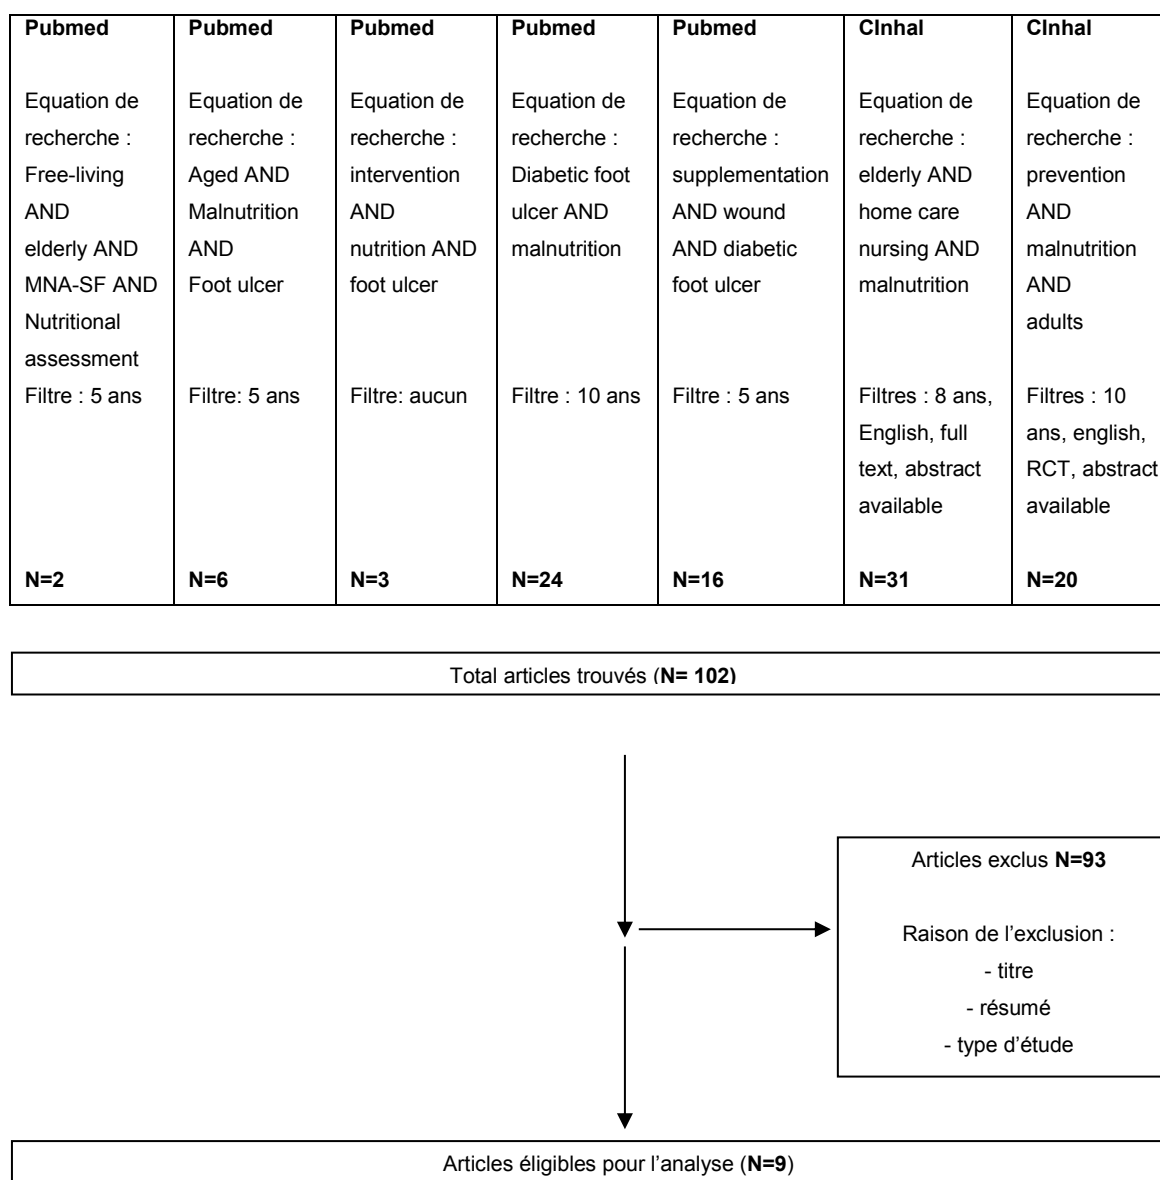 Pubmed
Equation de
recherche :
Free-living
AND
elderly AND
MNA-SF AND
Nutritional
assessment
Filtre : 5 ans
N=2
Pubmed
Equation de
recherche :
Aged AND
Malnutrition
AND
Foot ulcer
Filtre: 5 ans
N=6
Pubmed
Equation de
recherche :
intervention
AND
nutrition AND
foot ulcer
Filtre: aucun
N=3
Pubmed
Equation de
recherche :
Diabetic foot
ulcer AND
malnutrition
Filtre : 10 ans
N=24
Pubmed
Equation de
recherche :
supplementation
AND wound
AND diabetic
foot ulcer
Filtre : 5 ans
N=16
CInhal
Equation de
recherche :
elderly AND
home care
nursing AND
malnutrition
Filtres : 8 ans,
English, full
text, abstract
available
N=31
CInhal
Equation de
recherche :
prevention
AND
malnutrition
AND
adults
Filtres : 10
ans, english,
RCT, abstract
available
N=20
Total articles trouvés (N= 102)
Articles exclus N=93
Raison de l’exclusion :
- titre
- résumé
- type d’étude
Articles éligibles pour l’analyse (N=9)